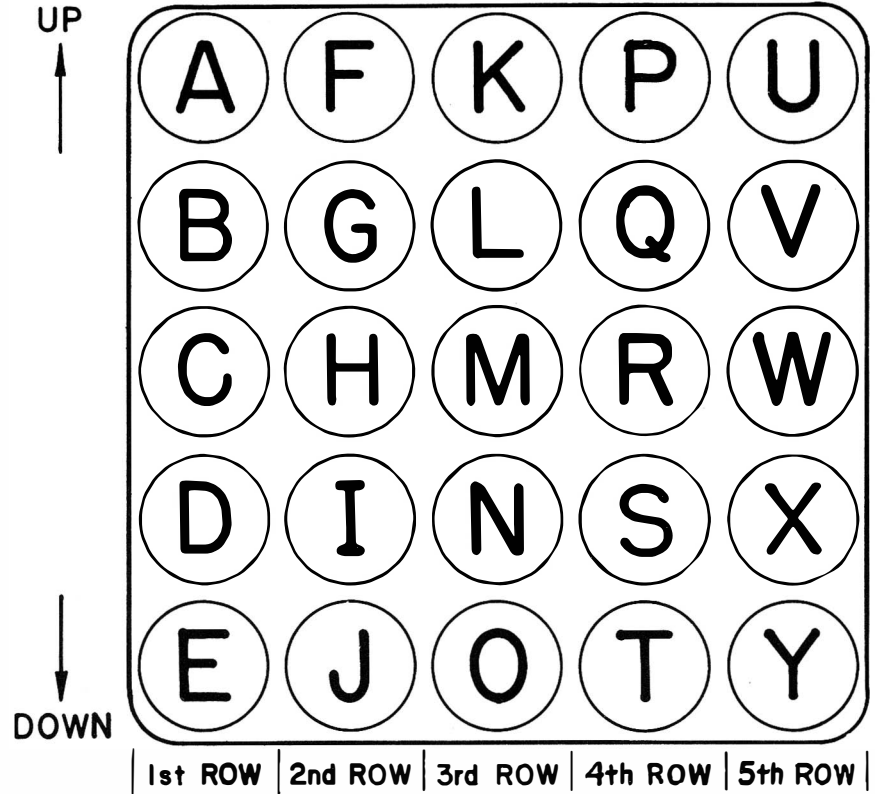 UP
A F K P U
B G L Q V
C H M R W
D I N S X
E J O T Y
DOWN
1st ROW 2nd ROW 3rd ROW 4th ROW 5th ROW